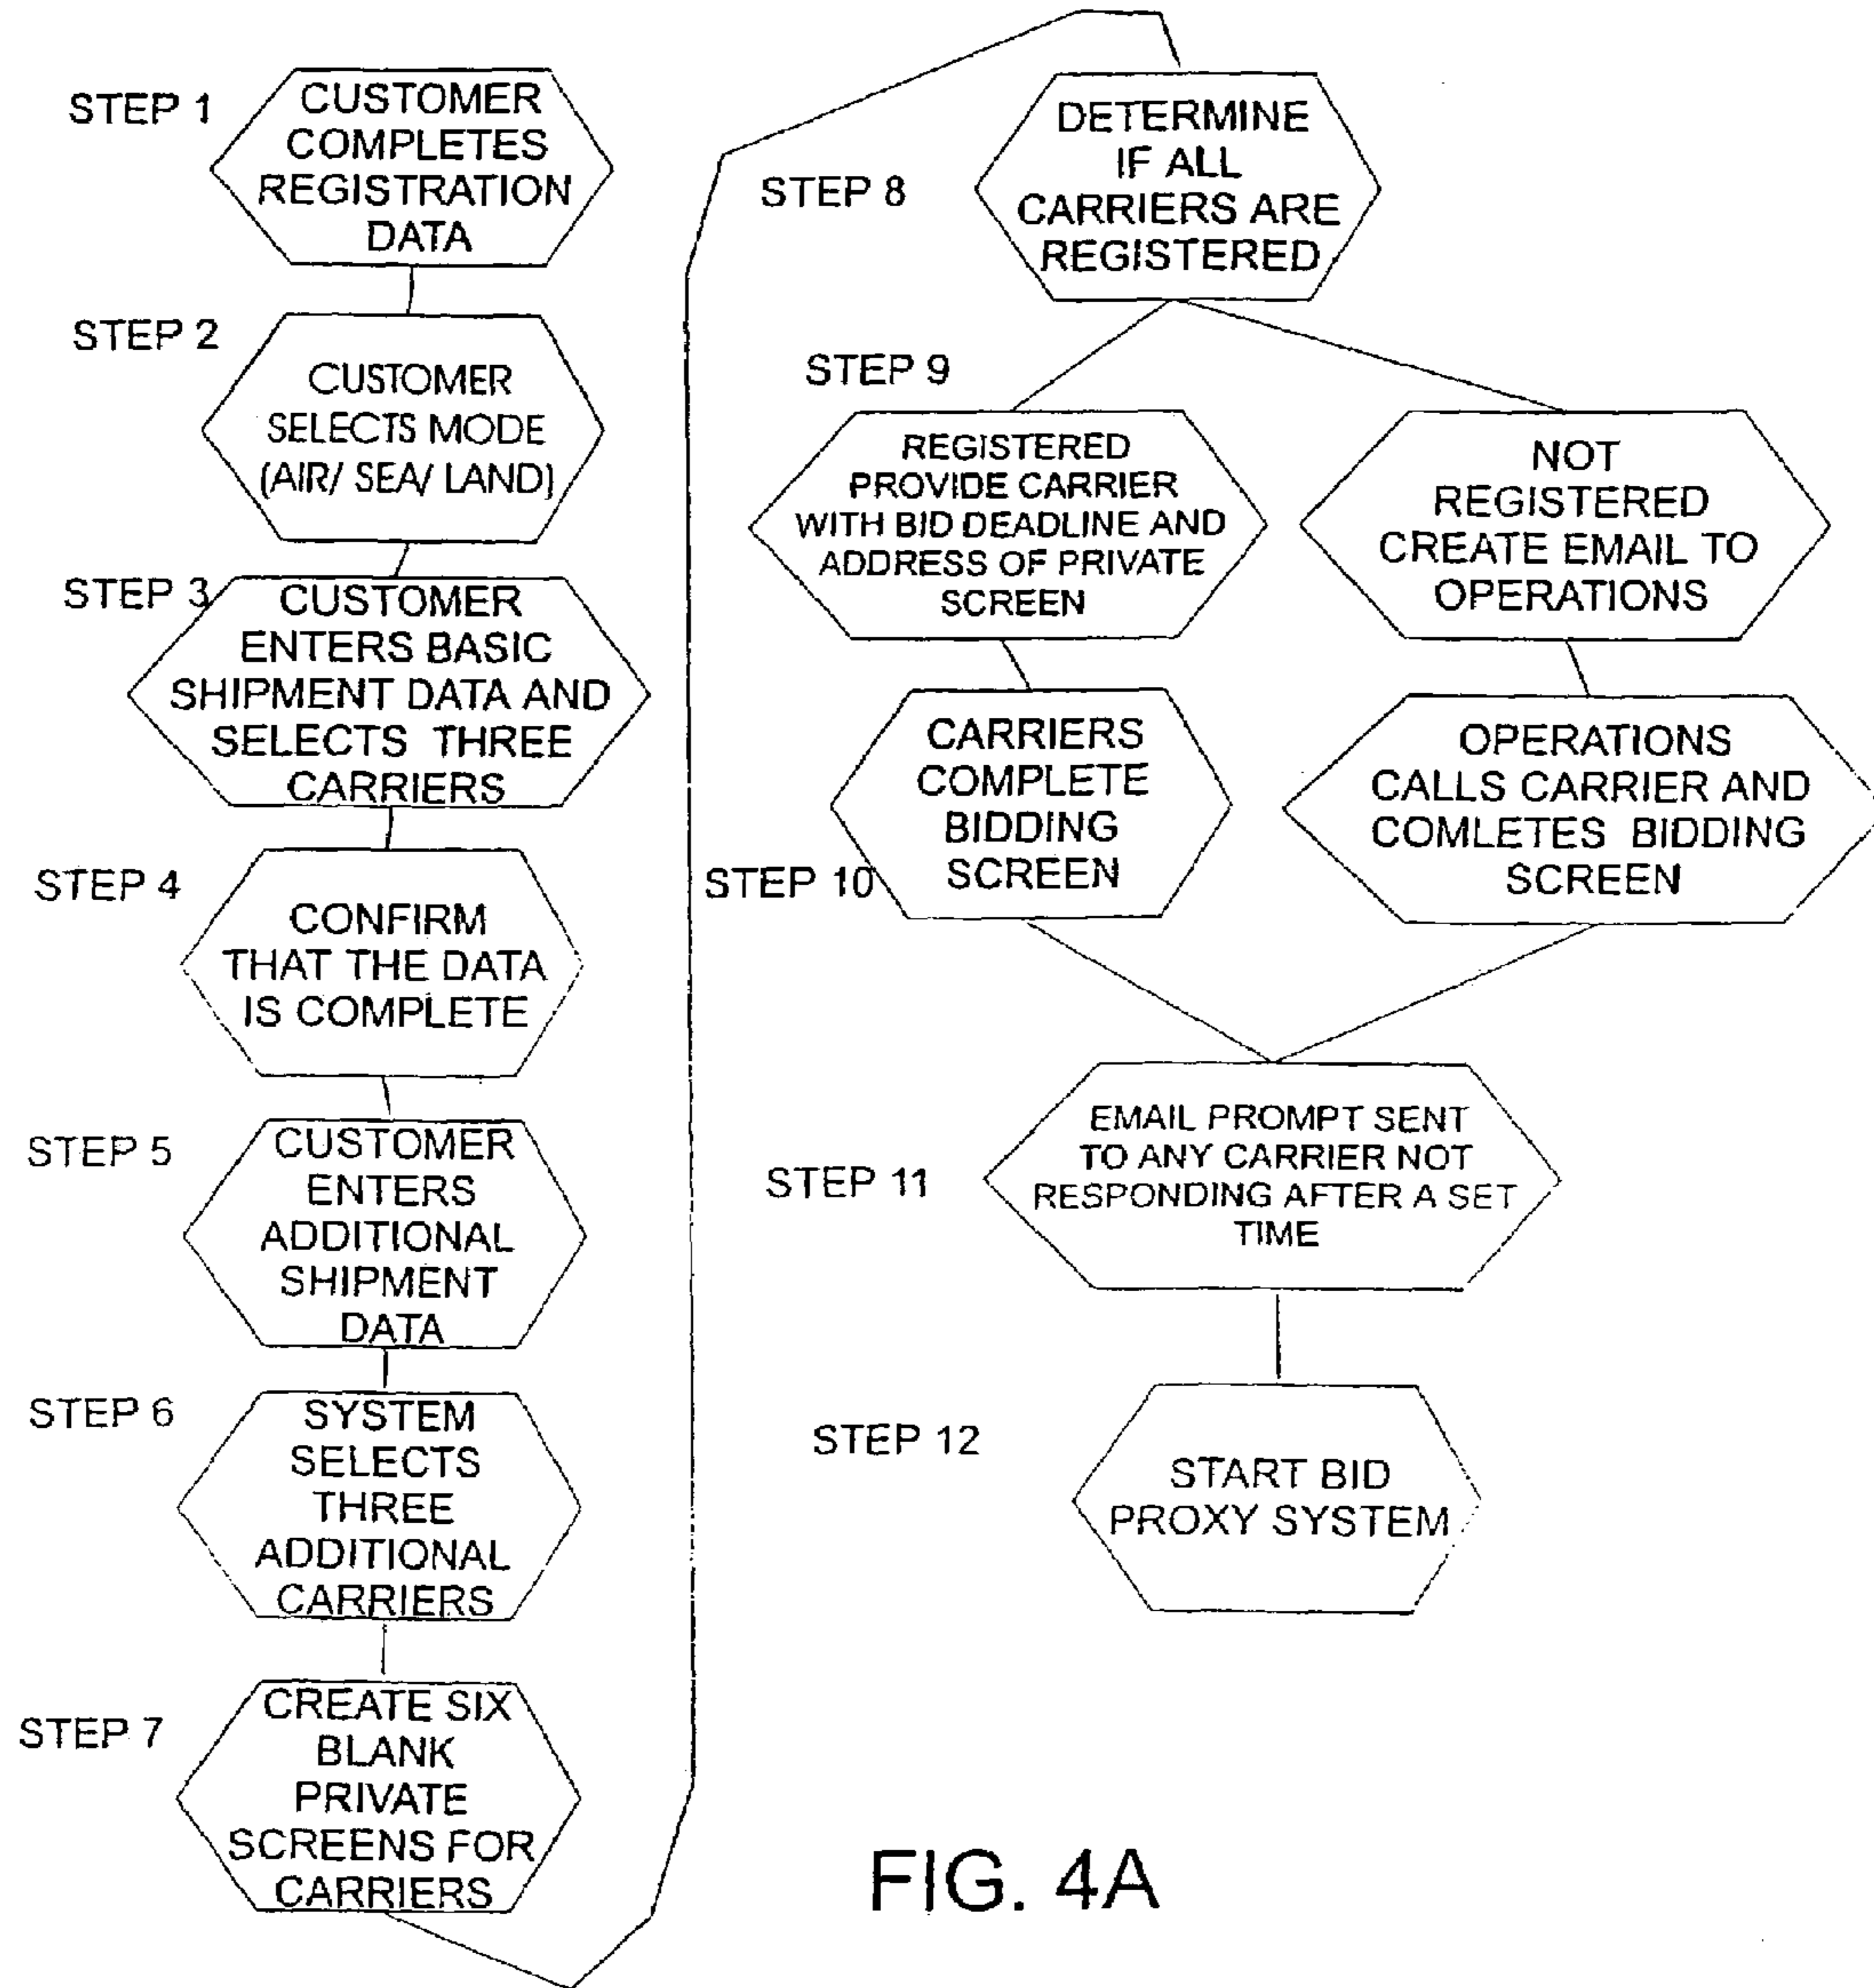 STEP 1
CUSTOMER
COMPLETES
REGISTRATION
DATA
STEP 2
CUSTOMER
SELECTS MODE
(AIR/ SEA/ LAND)
STEP 3
CUSTOMER
ENTERS BASIC
SHIPMENT DATA AND
SELECTS THREE
CARRIERS
STEP 4
CONFIRM
THAT THE DATA
IS COMPLETE
STEP 5
CUSTOMER
ENTERS
ADDITIONAL
SHIPMENT
DATA
STEP 6
SYSTEM
SELECTS
THREE
ADDITIONAL
CARRIERS
STEP 7
CREATE SIX
BLANK
PRIVATE
SCREENS FOR
CARRIERS
STEP 8
DETERMINE
IF ALL
CARRIERS ARE
REGISTERED
STEP 9
REGISTERED
PROVIDE CARRIER
WITH BID DEADLINE AND
ADDRESS OF PRIVATE
SCREEN
NOT
REGISTERED
CREATE EMAIL TO
OPERATIONS
STEP 10
CARRIERS
COMPLETE
BIDDING
SCREEN
OPERATIONS
CALLS CARRIER AND
COMLETES BIDDING
SCREEN
STEP 11
EMAIL PROMPT SENT
TO ANY CARRIER NOT
RESPONDING AFTER A SET
TIME
STEP 12
START BID
PROXY SYSTEM
FIG. 4A